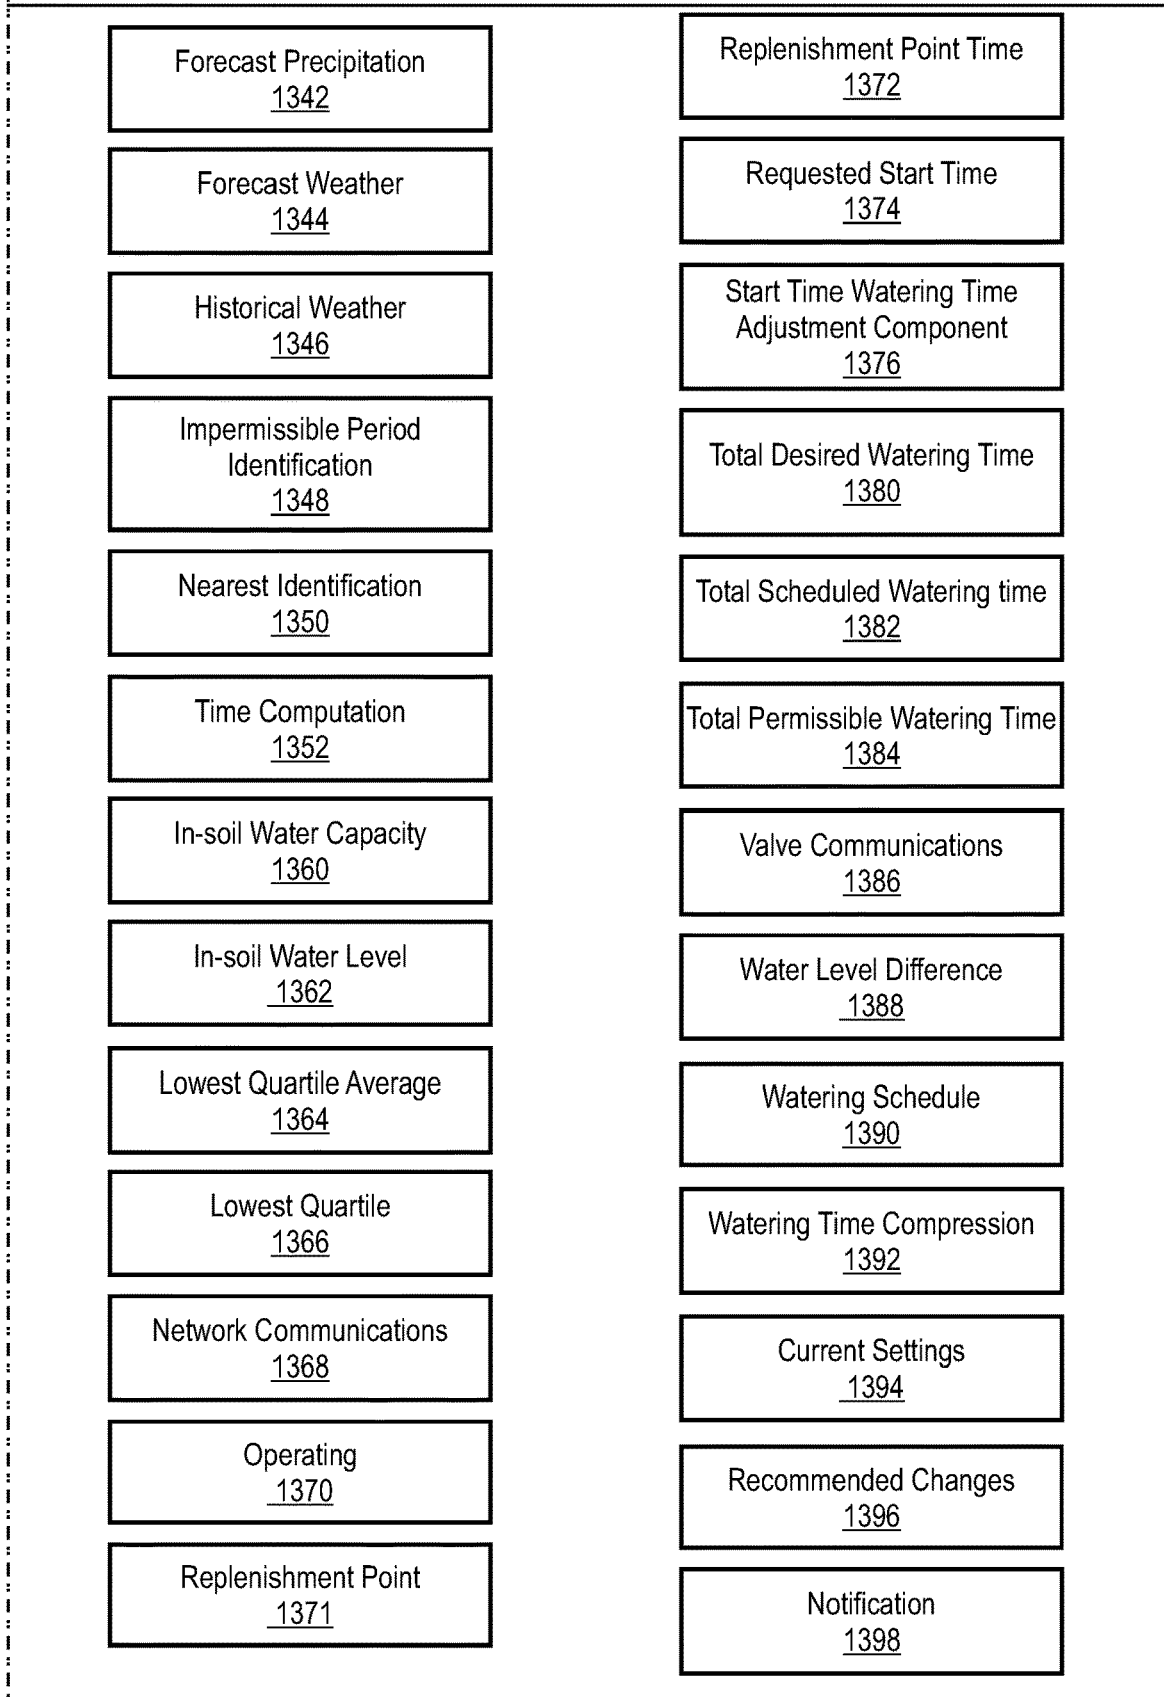 Forecast Precipitation
1342
Forecast Weather
1344
Historical Weather
1346
Impermissible Period
Identification
1348
Nearest Identification
1350
Time Computation
1352
In-soil Water Capacity
1360
In-soil Water Level
1362
Lowest Quartile Average
1364
Lowest Quartile
1366
Network Communications
1368
Operating
1370
Replenishment Point
1371
Replenishment Point Time
1372
Requested Start Time
1374
Start Time Watering Time
Adjustment Component
1376
Total Desired Watering Time
1380
Total Scheduled Watering time
1382
Total Permissible Watering Time
1384
Valve Communications
1386
Water Level Difference
1388
Watering Schedule
1390
Watering Time Compression
1392
Current Settings
1394
Recommended Changes
1396
Notification
1398